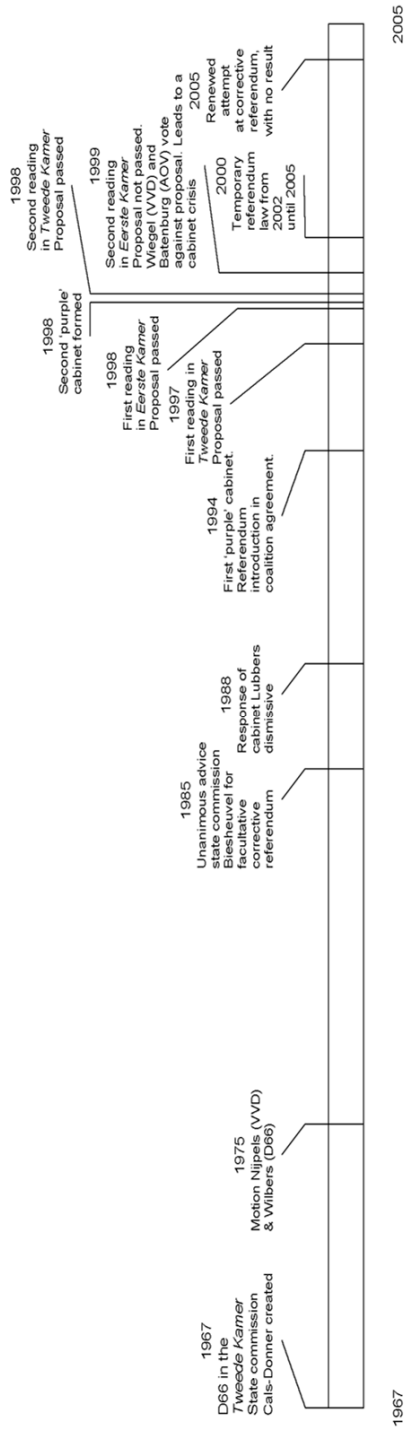 1967
D66 in the
Tweede Kamer
State commission
Cals-Donner created
1975
Motion Nijpels (VVD)
& Wilbers (D66)
1985
Unanimous advice
state commission
Biesheuvel for
facultative
corrective
referendum
1988
Response of
cabinet Lubbers
dismissive
1994
First 'purple' cabinet.
Referendum
introduction in
coalition agreement.
1997
First reading in
Tweede Kamer
Proposal passed
1998
First reading
in Eerste Kamer
Proposal passed
1998
Second 'purple'
cabinet formed
1998
Second reading
in Tweede Kamer
Proposal passed
1999
Second reading
in Eerste Kamer
Proposal not passed.
Wiegel (VVD) and
Batenburg (AOV) vote
against proposal. Leads to a
cabinet crisis
2000
Temporary
referendum
law from
2002
until 2005
2005
Renewed
attempt
at corrective
referendum,
with no result
1967
2005